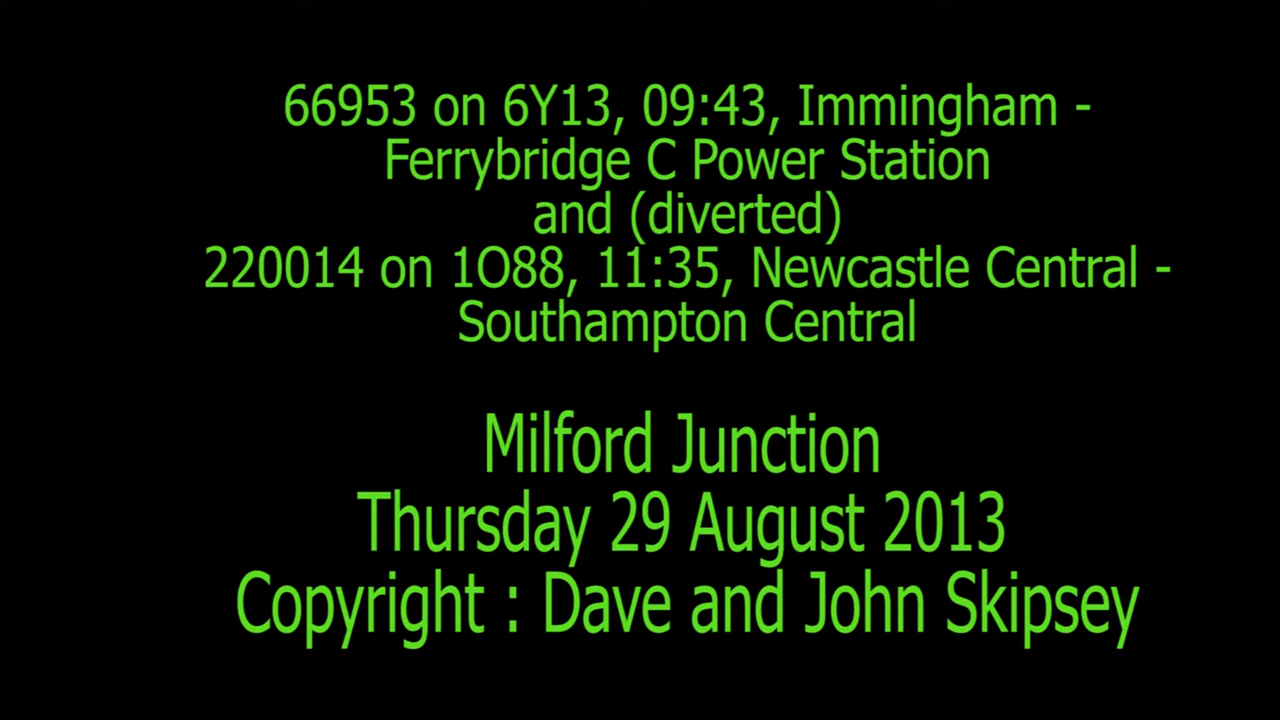 66953 on 6Y13, 09:43, Immingham -
Ferrybridge C Power Station
and (diverted)
220014 on 1O88, 11:35, Newcastle Central -
Southampton Central
Milford Junction
Thursday 29 August 2013
Copyright : Dave and John Skipsey